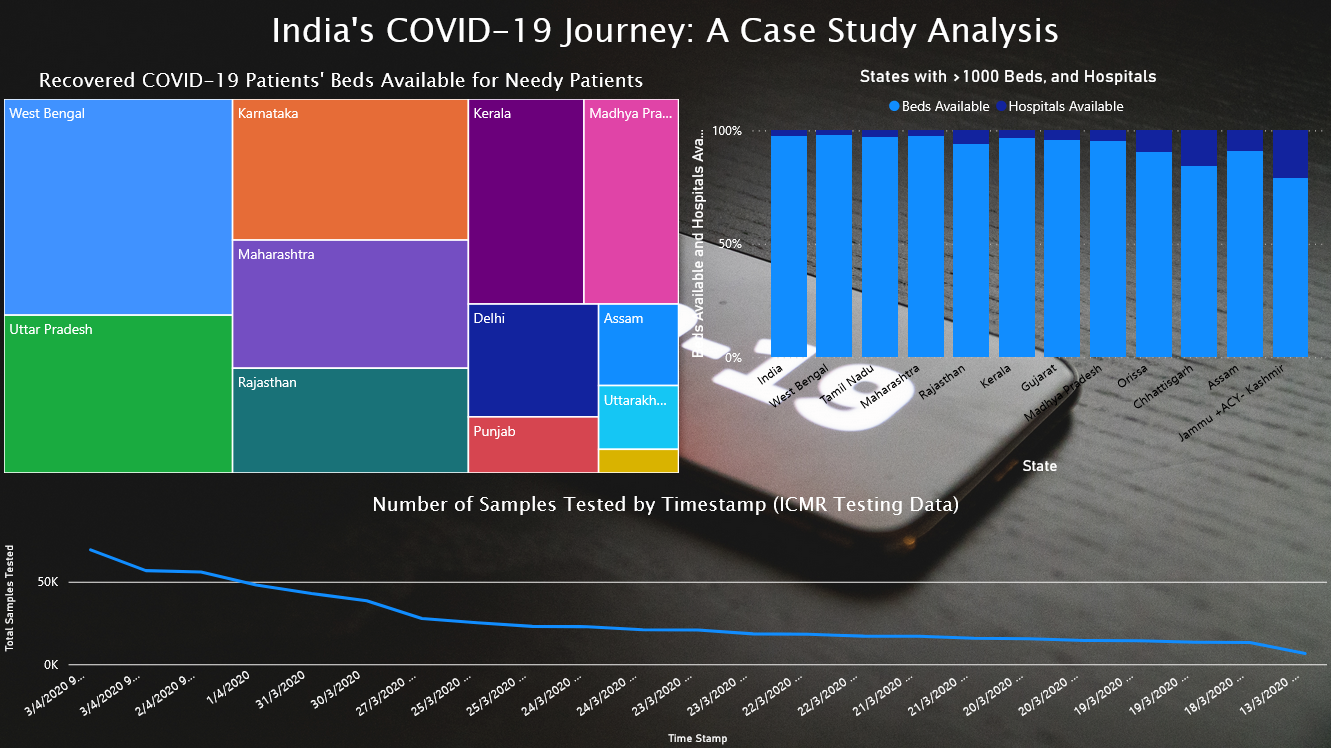 India's COVID-19 Journey: A Case Study Analysis
Recovered COVID-19 Patients' Beds Available for Needy Patients
West Bengal
Karnataka
Kerala
Madhya Pra...
Maharashtra
Uttar Pradesh
Delhi
Assam
Rajasthan
Uttarakh...
Punjab
States with >1000 Beds, and Hospitals
Beds Available
Hospitals Available
Beds Available and Hospitals Ava...
100%
50%
0%
India
West Bengal
Tamil Nadu
Maharashtra
Rajasthan
Kerala
Gujarat
Madhya Pradesh
Orissa
Chhattisgarh
Assam
Jammu +ACY- Kashmir
State
19
Number of Samples Tested by Timestamp (ICMR Testing Data)
Total Samples Tested
50K
0K
3/4/2020 9...
3/4/2020 9...
2/4/2020 9...
1/4/2020
31/3/2020
30/3/2020
27/3/2020 ...
25/3/2020 ...
25/3/2020 ...
24/3/2020 ...
24/3/2020 ...
23/3/2020 ...
23/3/2020 ...
22/3/2020 ...
22/3/2020 ...
21/3/2020 ...
21/3/2020 ...
20/3/2020 ...
20/3/2020 ...
19/3/2020 ...
19/3/2020 ...
18/3/2020 ...
13/3/2020 ...
Time Stamp